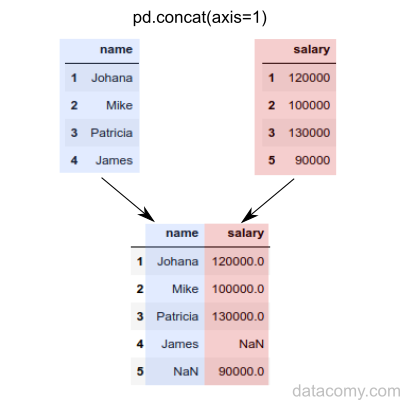 pd.concat(axis=1)
name
1 Johana
2 Mike
3 Patricia
4 James
salary
1 120000
2 100000
3 130000
5 90000
name salary
1 Johana 120000.0
2 Mike 100000.0
3 Patricia 130000.0
4 James NaN
5 NaN 90000.0
datacomy.com